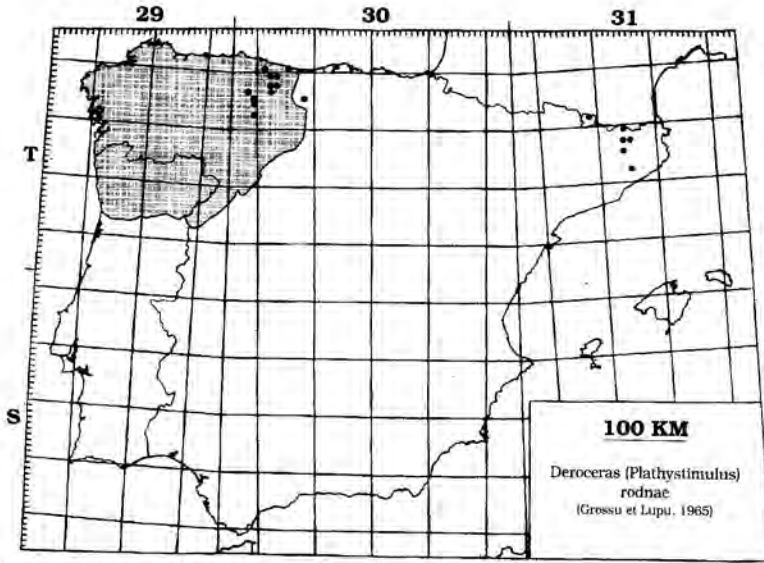 29 30 31
T
S
100 KM
Deroceras (Plathystimulus)
rodnae
(Grossu et Lupu, 1965)